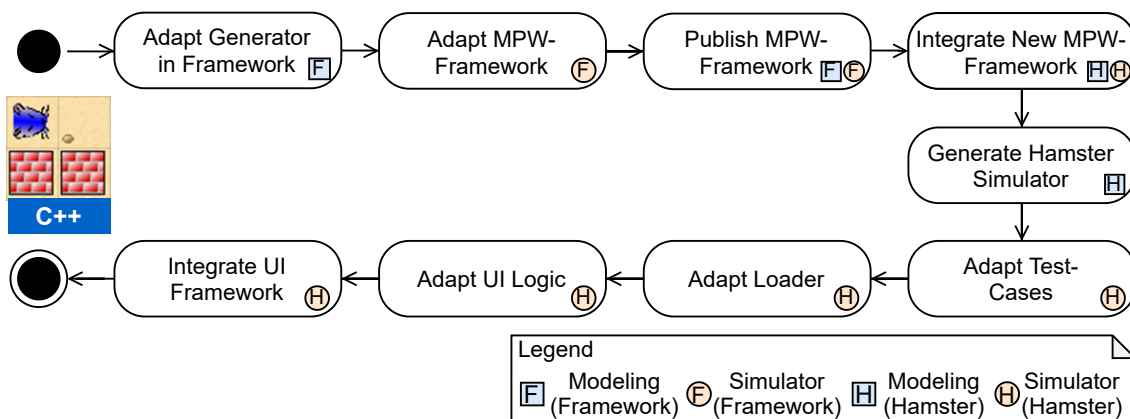 Adapt Generator
in Framework
F
Adapt MPW-
Framework
F
Publish MPW-
Framework
F F
Integrate New MPW-
Framework
H H
C++
Generate Hamster
Simulator
H
Integrate UI
Framework
H
Adapt UI Logic
H
Adapt Loader
H
Adapt Test-
Cases
H
Legend
F Modeling
(Framework)
F Simulator
(Framework)
H Modeling
(Hamster)
H Simulator
(Hamster)